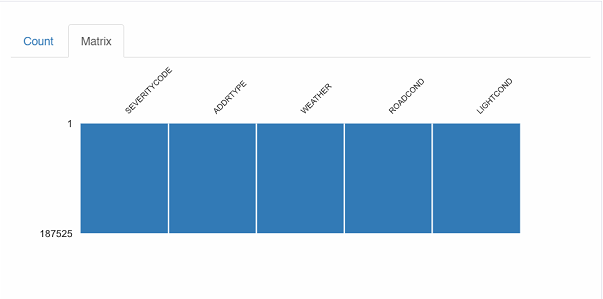 Count Matrix
SEVERITYCODE ADDRTYPE WEATHER ROADCOND LIGHTCOND
1
187525